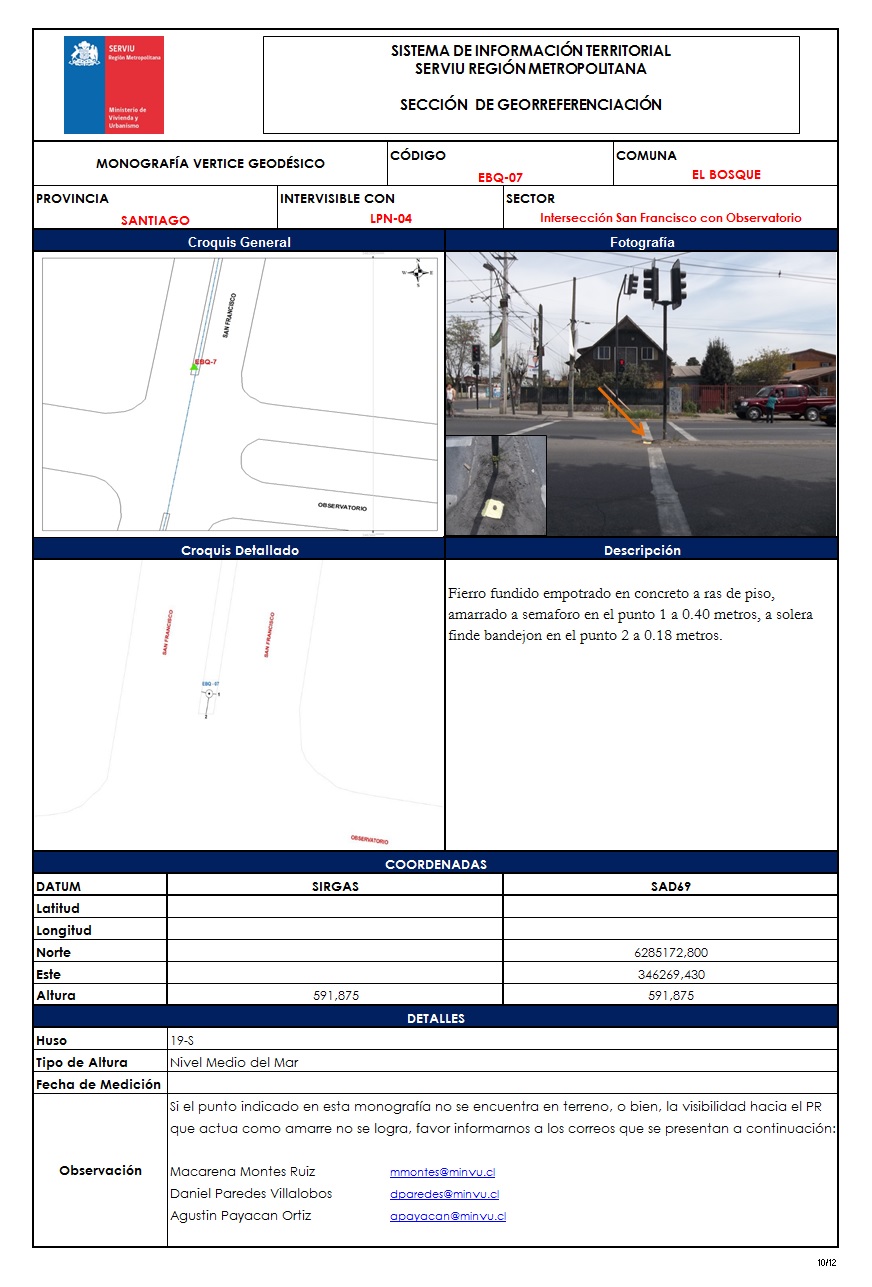 SERVIU
Región Metropolitana
Ministerio de
Vivienda y
Urbanismo
SISTEMA DE INFORMACIÓN TERRITORIAL
SERVIU REGIÓN METROPOLITANA
SECCIÓN DE GEORREFERENCIACIÓN
MONOGRAFÍA VERTICE GEODÉSICO
CÓDIGO
EBQ-07
COMUNA
EL BOSQUE
PROVINCIA
SANTIAGO
INTERVISIBLE CON
LPN-04
SECTOR
Intersección San Francisco con Observatorio
Croquis General
Fotografía
N
W E
S
SAN FRANCISCO
EBQ-7
OBSERVATORIO
Croquis Detallado
Descripción
SAN FRANCISCO
SAN FRANCISCO
EBQ - 07
1
2
OBSERVATORIO
Fierro fundido empotrado en concreto a ras de piso,
amarrado a semaforo en el punto 1 a 0.40 metros, a solera
finde bandejon en el punto 2 a 0.18 metros.
COORDENADAS
DATUM SIRGAS SAD69
Latitud
Longitud
Norte 6285172,800
Este 346269,430
Altura 591,875 591,875
DETALLES
Huso 19-S
Tipo de Altura Nivel Medio del Mar
Fecha de Medición
Observación
Si el punto indicado en esta monografía no se encuentra en terreno, o bien, la visibilidad hacia el PR
que actua como amarre no se logra, favor informarnos a los correos que se presentan a continuación:
Macarena Montes Ruiz mmontes@minvu.cl
Daniel Paredes Villalobos dparedes@minvu.cl
Agustin Payacan Ortiz apayacan@minvu.cl
10/12